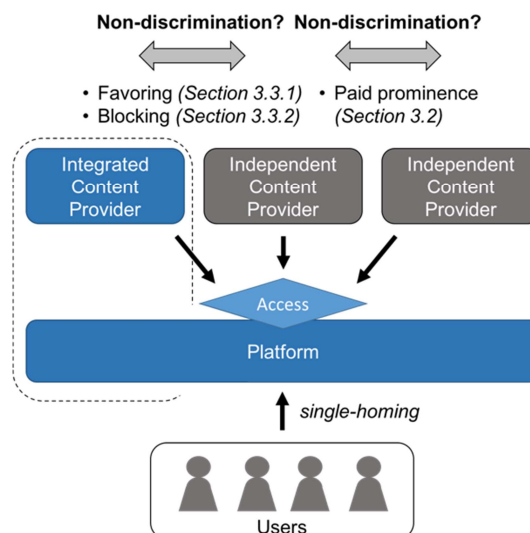 Non-discrimination? Non-discrimination?
• Favoring (Section 3.3.1)
• Blocking (Section 3.3.2)
• Paid prominence
(Section 3.2)
Integrated
Content
Provider
Independent
Content
Provider
Independent
Content
Provider
Access
Platform
single-homing
Users